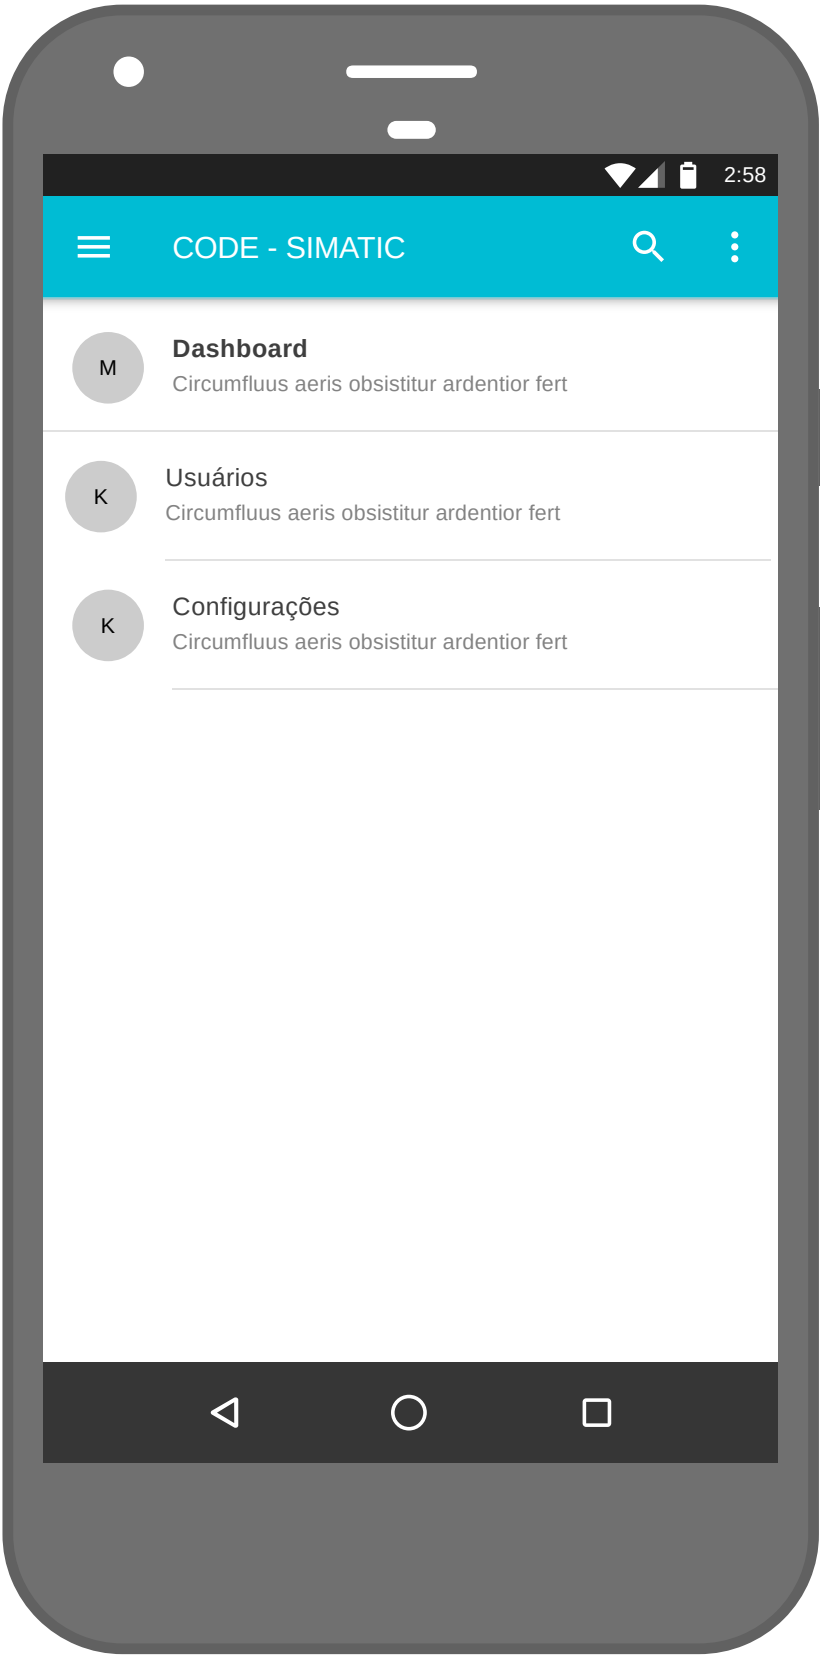 2:58
CODE - SIMATIC
M
Dashboard
Circumfluus aeris obsistitur ardentior fert
K
Usuários
Circumfluus aeris obsistitur ardentior fert
K
Configurações
Circumfluus aeris obsistitur ardentior fert